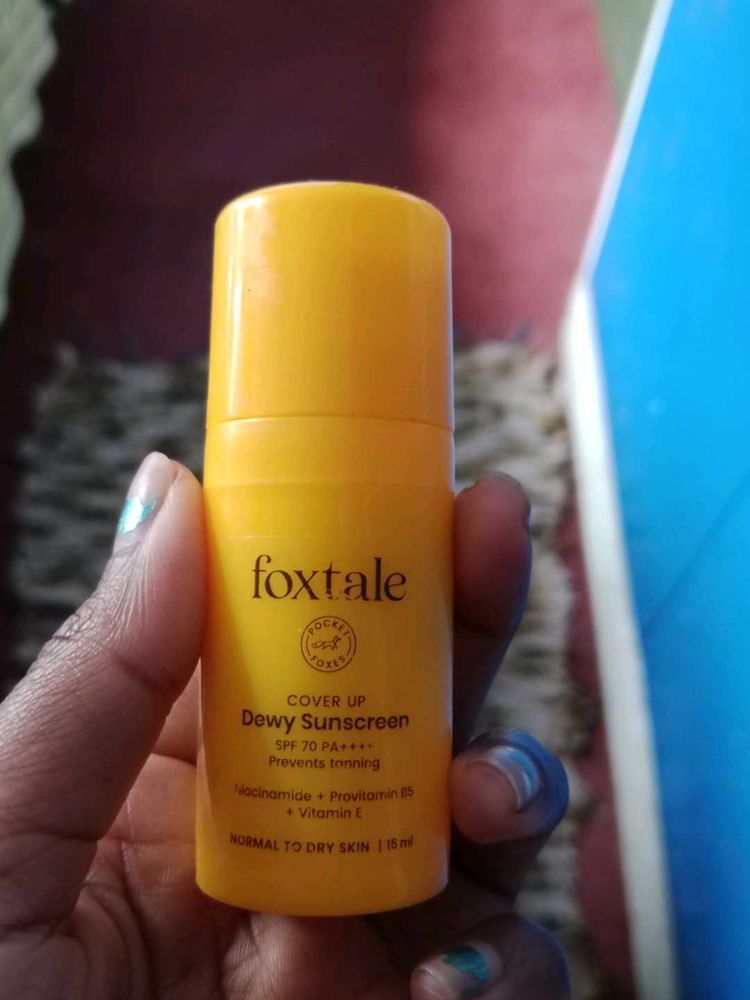 foxtale
POCKET
FOXES
COVER UP
Dewy Sunscreen
SPF 70 PA++++
Prevents tanning
Niacinamide + Provitamin B5
+ Vitamin E
NORMAL TO DRY SKIN | 15 ml